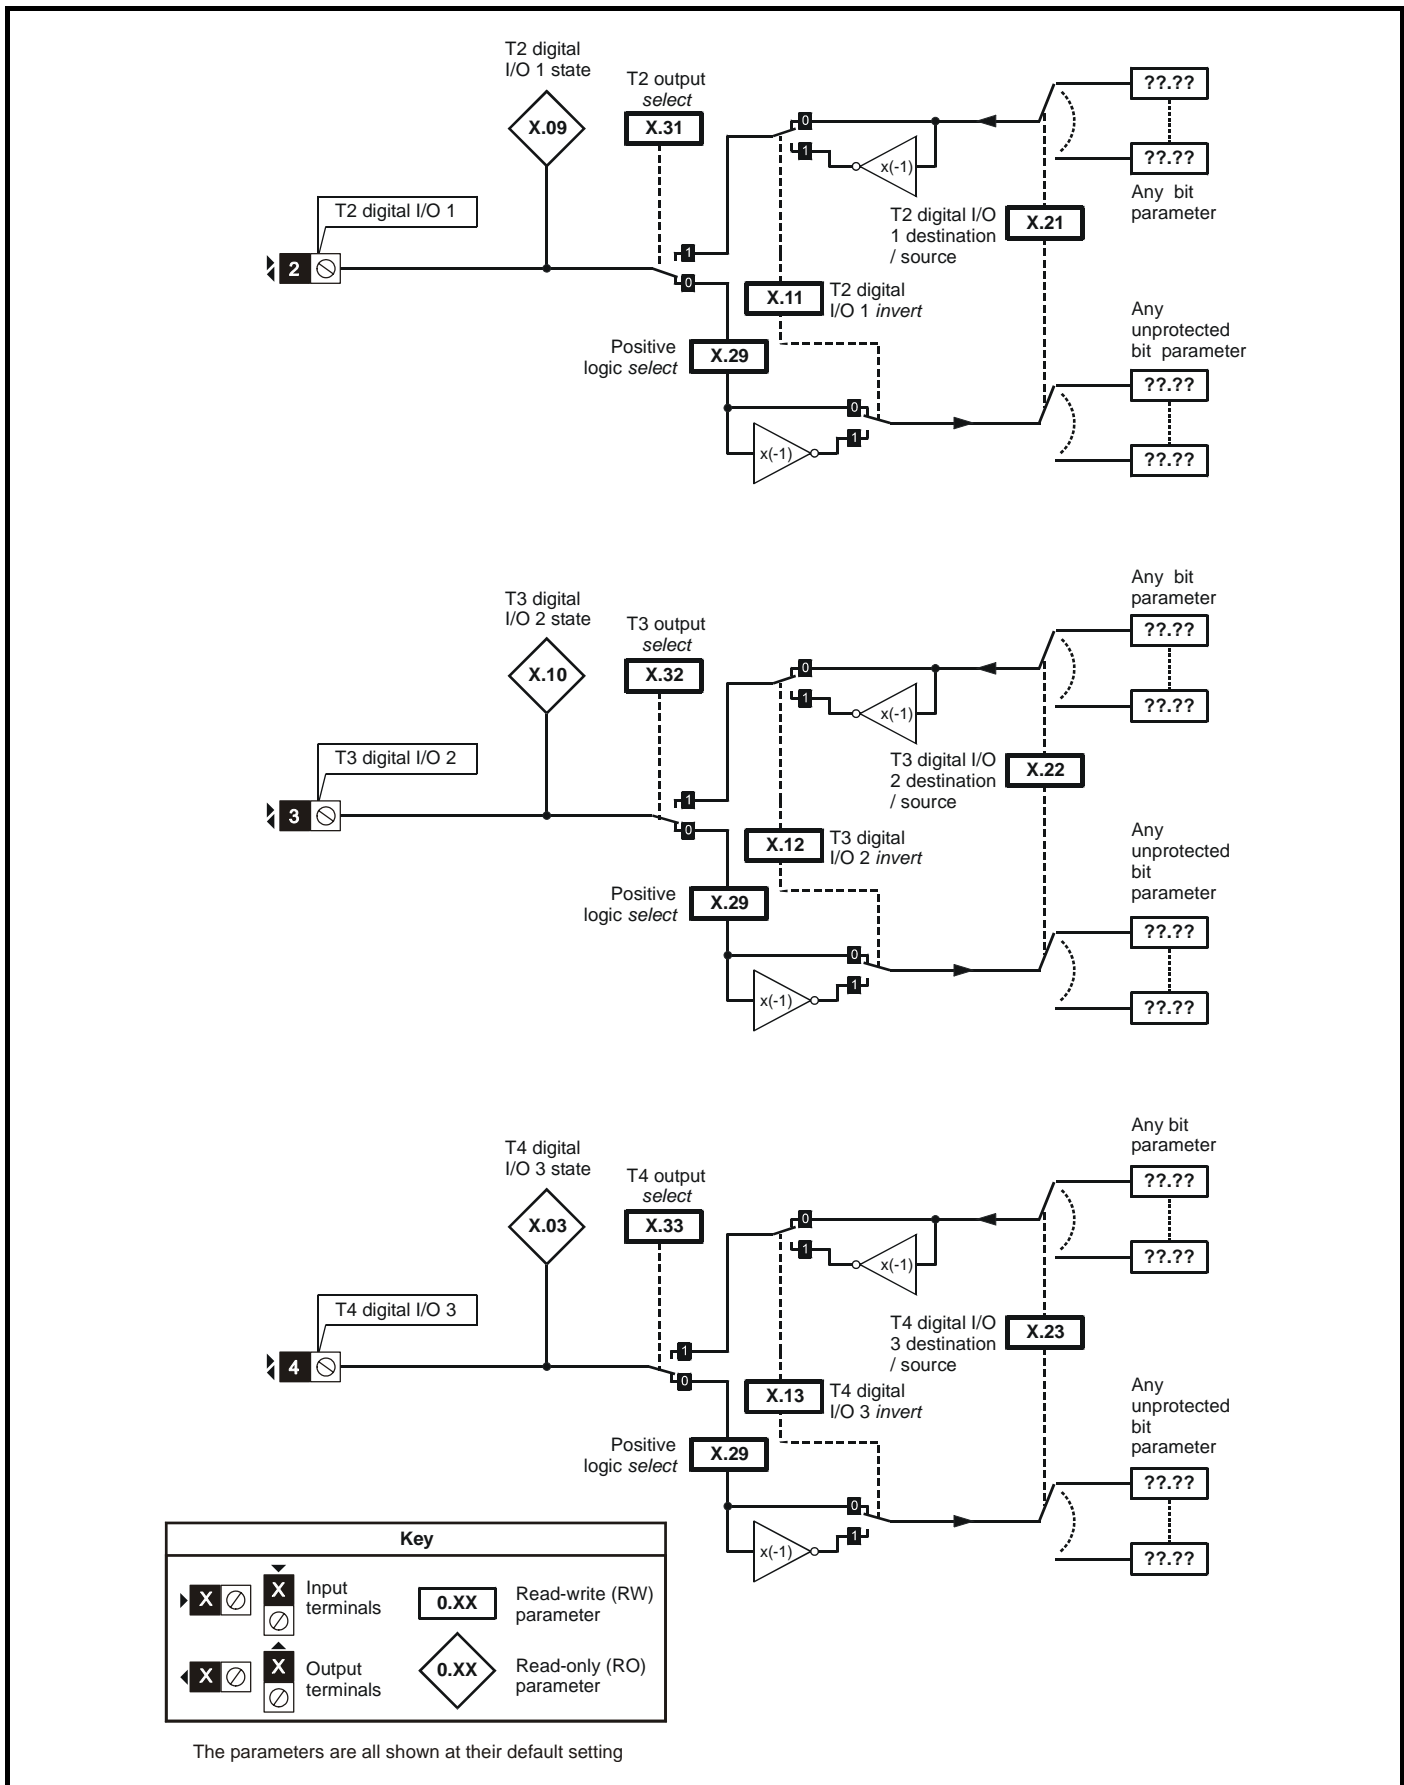 T2 digital
I/O 1 state
X.09
T2 output
select
X.31
0
1
x(-1)
??.??
??.??
Any bit
parameter
T2 digital I/O 1
2
1
0
T2 digital I/O
1 destination
/ source
X.21
X.11
T2 digital
I/O 1 invert
Positive
logic select
X.29
0
1
x(-1)
Any
unprotected
bit parameter
??.??
??.??
T3 digital
I/O 2 state
X.10
T3 output
select
X.32
0
1
x(-1)
Any bit
parameter
??.??
??.??
T3 digital I/O 2
3
1
0
T3 digital I/O
2 destination
/ source
X.22
X.12
T3 digital
I/O 2 invert
Positive
logic select
X.29
0
1
x(-1)
Any
unprotected
bit
parameter
??.??
??.??
T4 digital
I/O 3 state
X.03
T4 output
select
X.33
0
1
x(-1)
Any bit
parameter
??.??
??.??
T4 digital I/O 3
4
1
0
T4 digital I/O
3 destination
/ source
X.23
X.13
T4 digital
I/O 3 invert
Positive
logic select
X.29
0
1
x(-1)
Any
unprotected
bit
parameter
??.??
??.??
Key
X
X
Input
terminals
0.XX
Read-write (RW)
parameter
X
X
Output
terminals
0.XX
Read-only (RO)
parameter
The parameters are all shown at their default setting